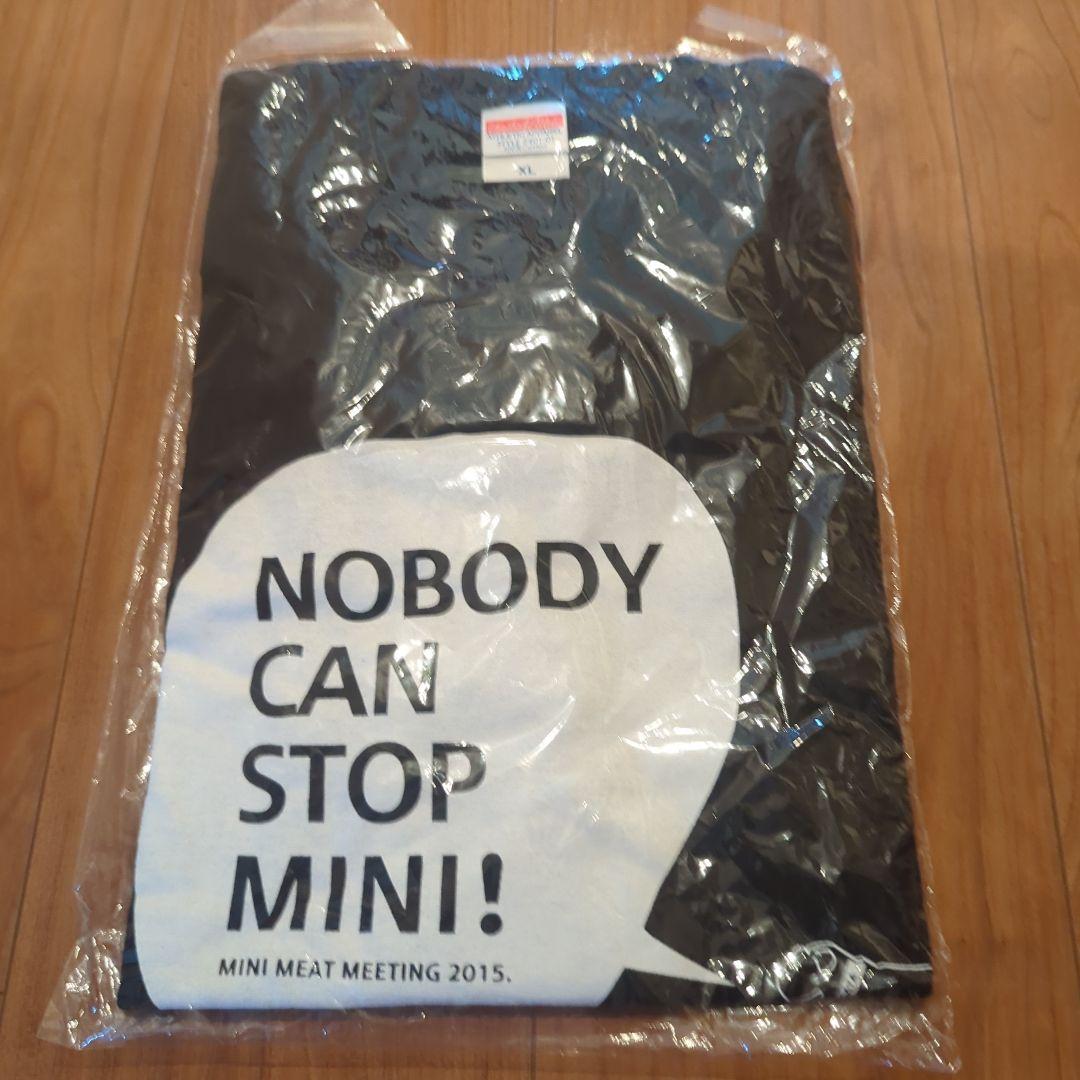 XL
NOBODY
CAN
STOP
MINI!
MINI MEAT MEETING 2015.